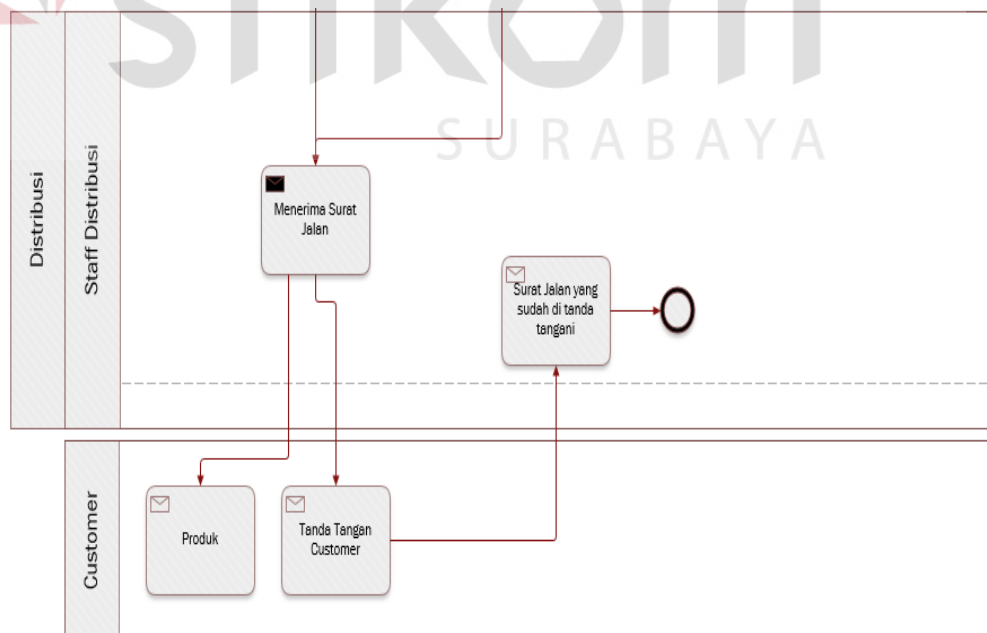 stikom
SURABAYA
Distribusi
Staff Distribusi
Menerima Surat
Jalan
Surat Jalan yang
sudah di tanda
tangani
Customer
Produk
Tanda Tangan
Customer